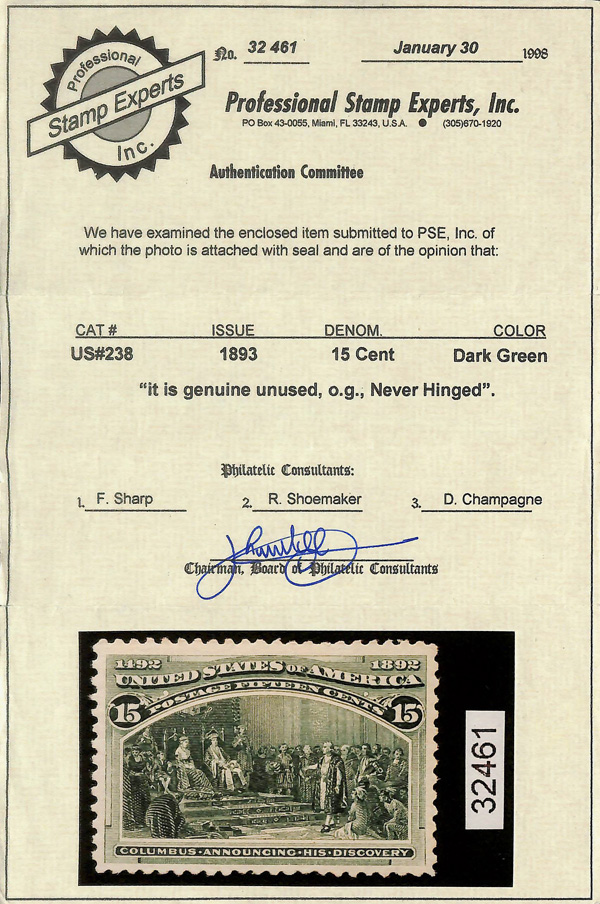 Professional
Stamp Experts
Inc.
No. 32 461 January 30 1998
Professional Stamp Experts, Inc.
PO Box 43-0055, Miami, FL 33243, U.S.A. ● (305)670-1920
Authentication Committee
We have examined the enclosed item submitted to PSE, Inc. of
which the photo is attached with seal and are of the opinion that:
CAT # ISSUE DENOM. COLOR
US#238 1893 15 Cent Dark Green
“it is genuine unused, o.g., Never Hinged”.
Philatelic Consultants:
1. F. Sharp 2. R. Shoemaker 3. D. Champagne
Chairman, Board of Philatelic Consultants
1492 1892
UNITED STATES OF AMERICA
POSTAGE FIFTEEN CENTS
15 15
COLUMBUS·ANNOUNCING·HIS·DISCOVERY
32461